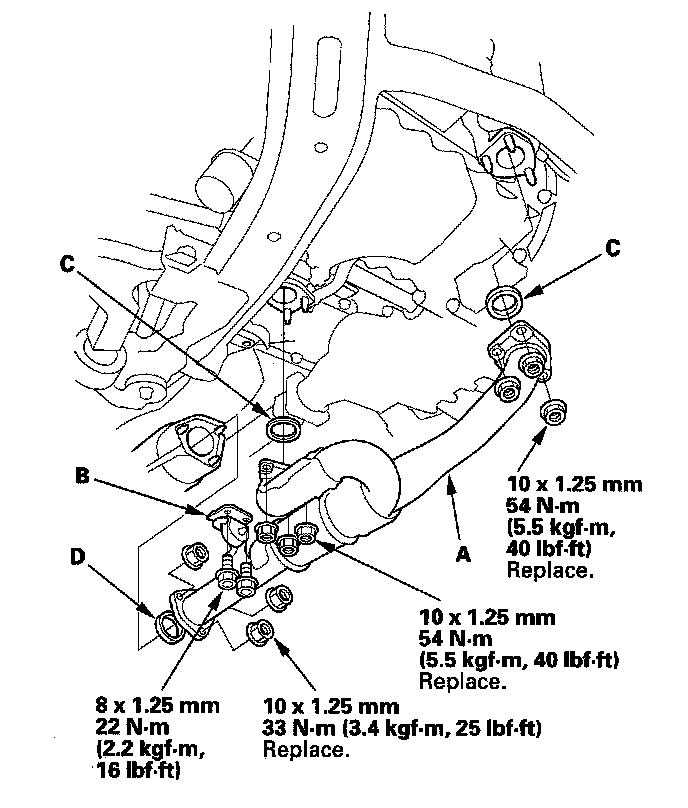 C
C
B
10 x 1.25 mm
54 N·m
(5.5 kgf·m,
40 lbf·ft)
Replace.
A
D
10 x 1.25 mm
54 N·m
(5.5 kgf·m, 40 lbf·ft)
Replace.
8 x 1.25 mm
22 N·m
(2.2 kgf·m,
16 lbf·ft)
10 x 1.25 mm
33 N·m (3.4 kgf·m, 25 lbf·ft)
Replace.